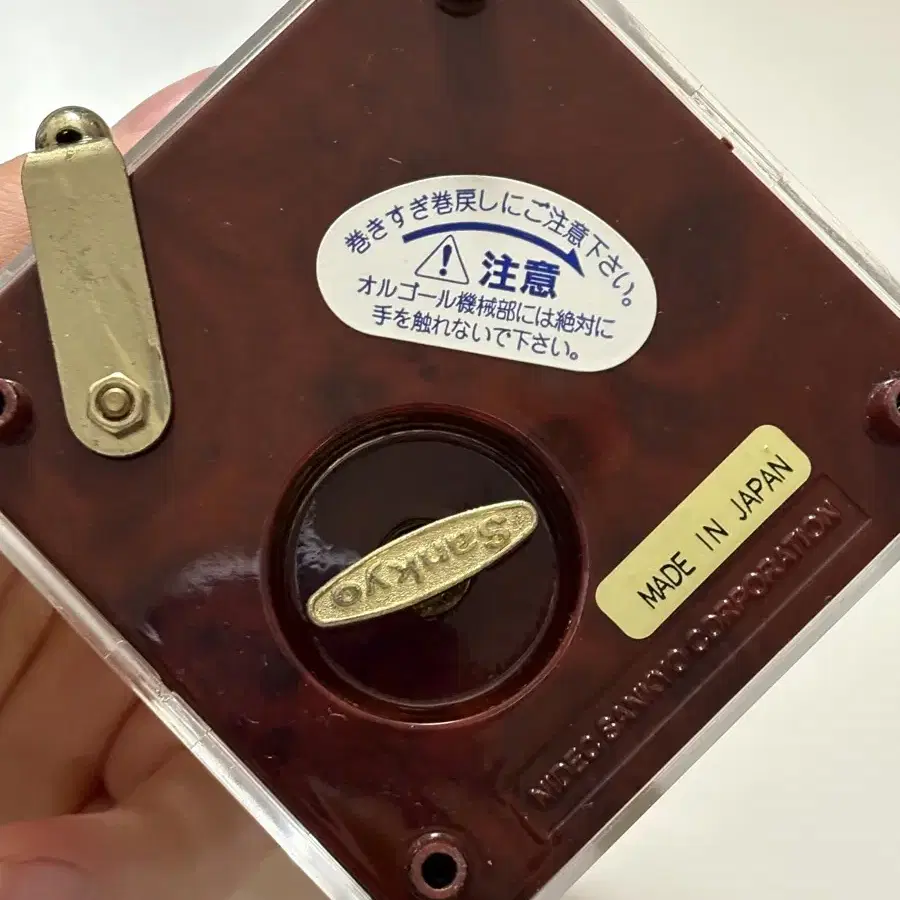 巻きすぎ巻戻しにご注意下さい。
注意
オルゴール機械部には絶対に
手を触れないで下さい。
Sankyo
MADE IN JAPAN
NIDEC SANKYO CORPORATION